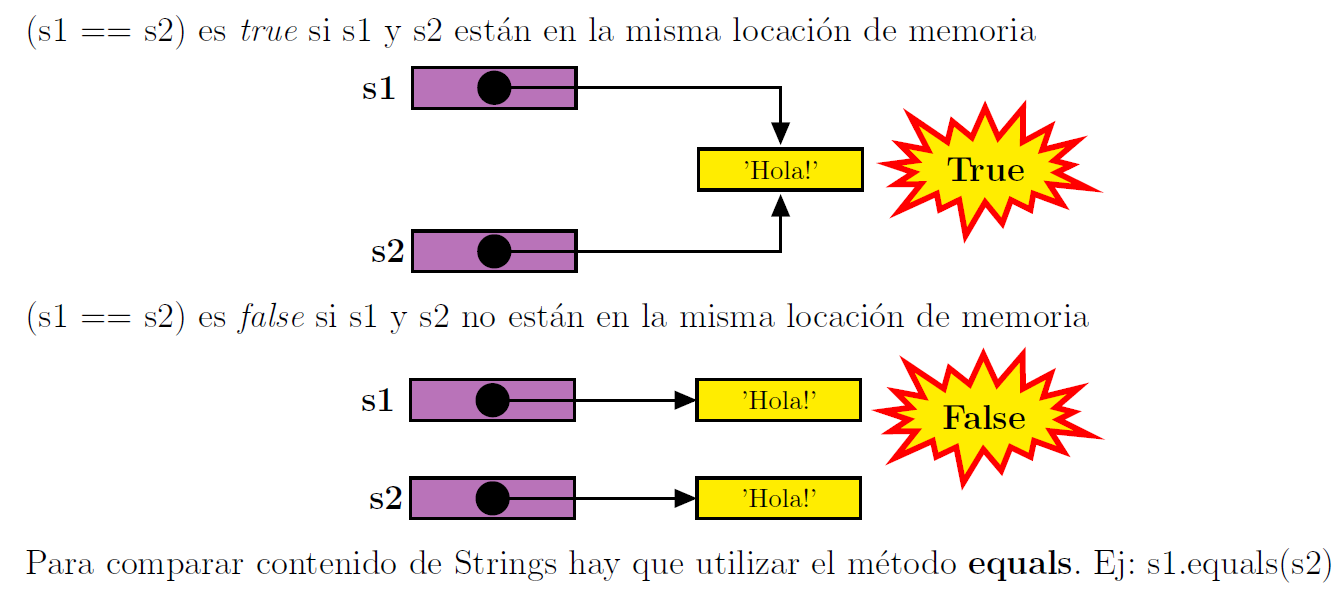 (s1 == s2) es true si s1 y s2 están en la misma locación de memoria
s1
’Hola!’
True
s2
(s1 == s2) es false si s1 y s2 no están en la misma locación de memoria
s1
’Hola!’
False
s2
’Hola!’
Para comparar contenido de Strings hay que utilizar el método equals. Ej: s1.equals(s2)